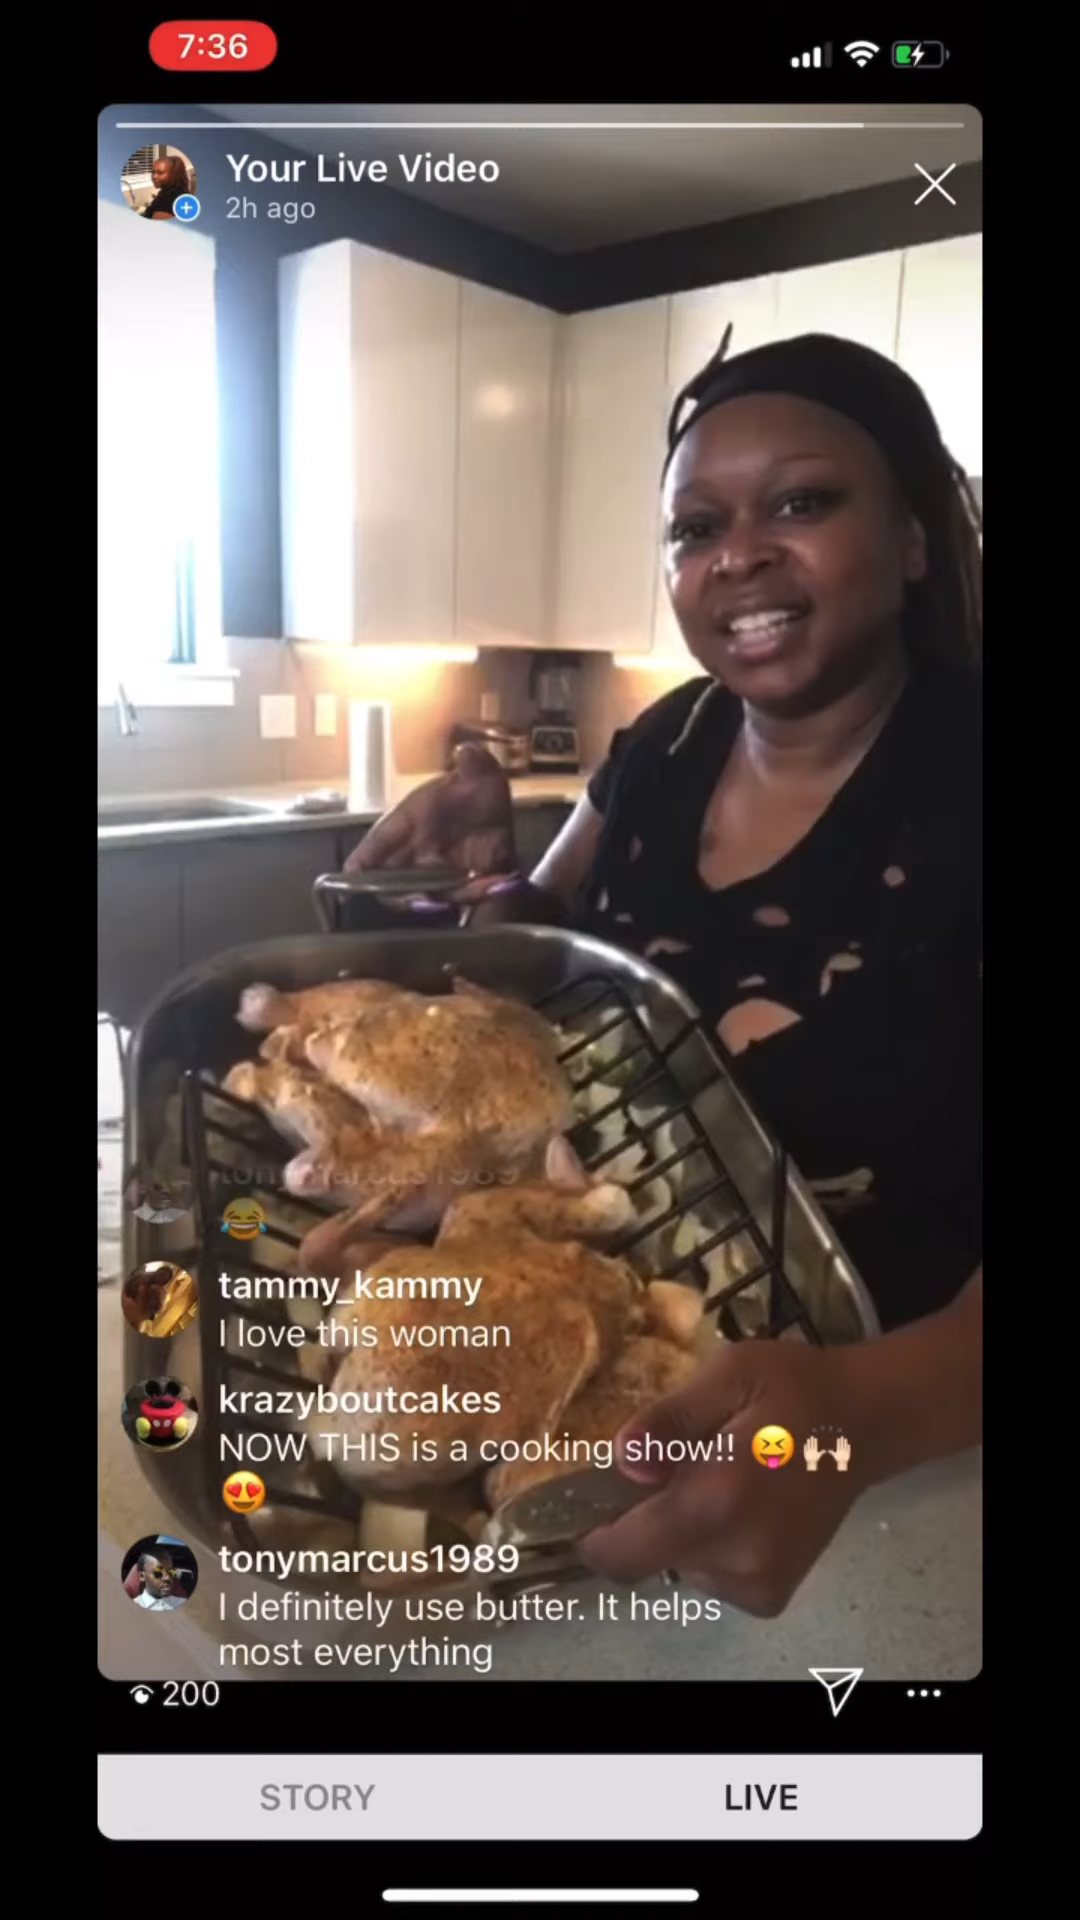 7:36
Your Live Video
2h ago
tonymarcus1989
😂
tammy_kammy
I love this woman
krazyboutcakes
NOW THIS is a cooking show!! 😝🙌🏻
😍
tonymarcus1989
I definitely use butter. It helps
most everything
200
STORY
LIVE